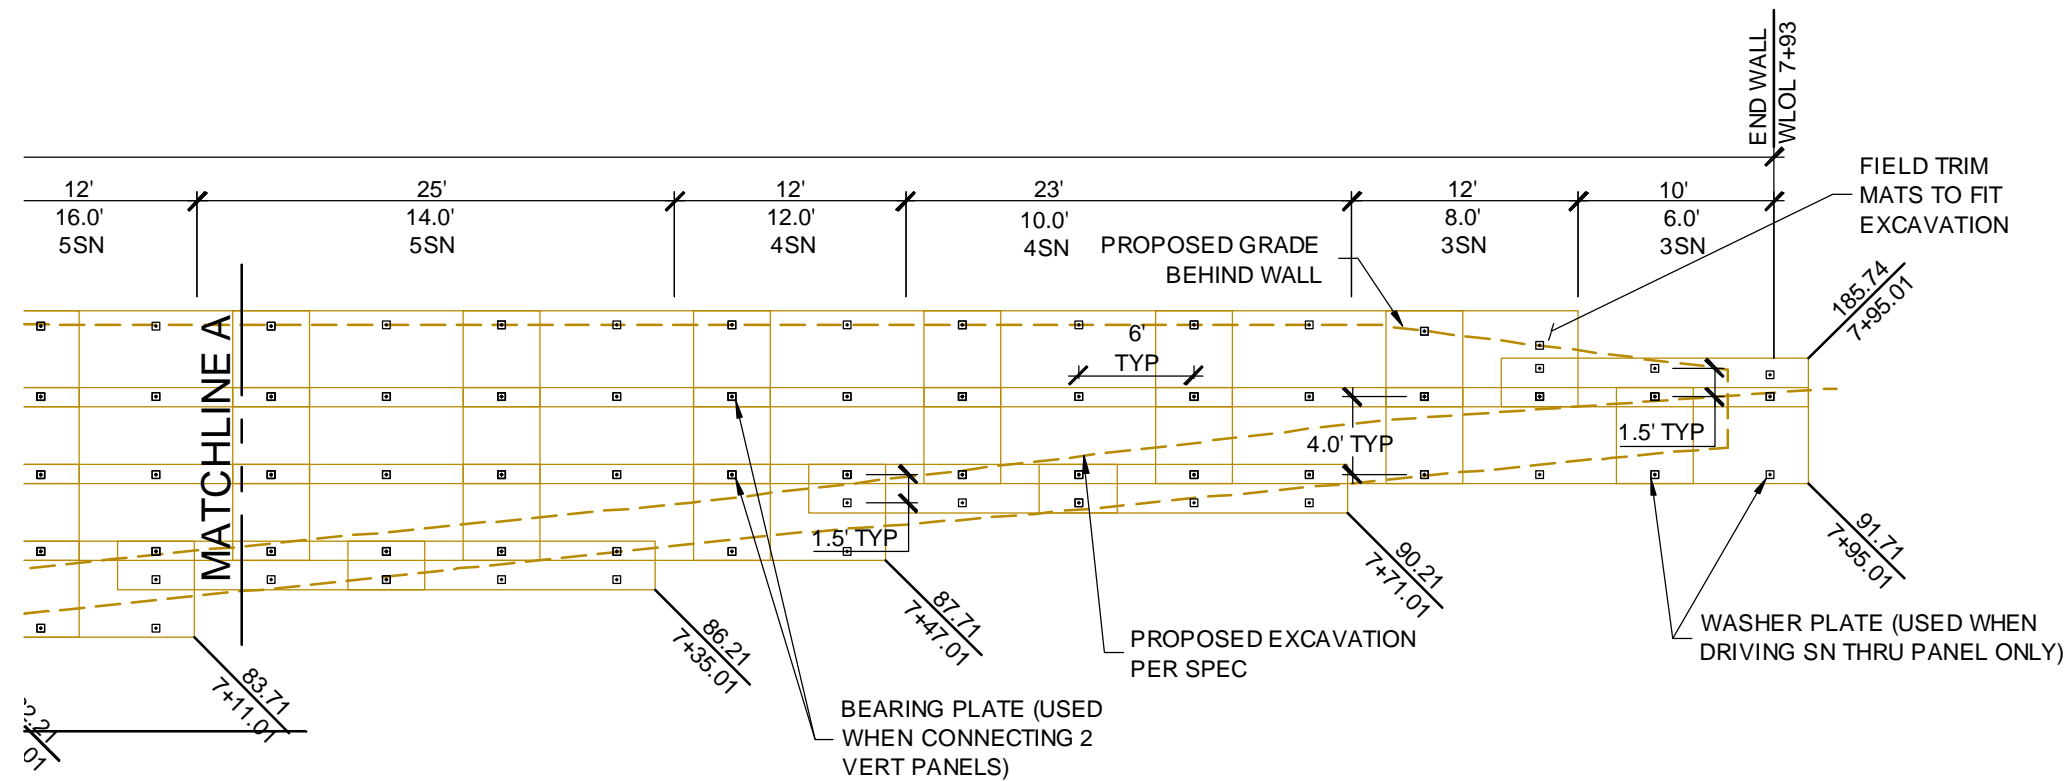 END WALL
WLOL 7+93
FIELD TRIM
MATS TO FIT
EXCAVATION
12'
25'
12'
23'
12'
10'
16.0'
14.0'
12.0'
10.0'
8.0'
6.0'
5SN
5SN
4SN
4SN
3SN
3SN
PROPOSED GRADE
BEHIND WALL
185.74
7+95.01
MATCHLINE A
6'
TYP
4.0' TYP
1.5' TYP
1.5' TYP
91.71
7+95.01
90.21
7+71.01
87.71
7+47.01
86.21
7+35.01
83.71
7+11.01
PROPOSED EXCAVATION
PER SPEC
WASHER PLATE (USED WHEN
DRIVING SN THRU PANEL ONLY)
BEARING PLATE (USED
WHEN CONNECTING 2
VERT PANELS)
2.21
01